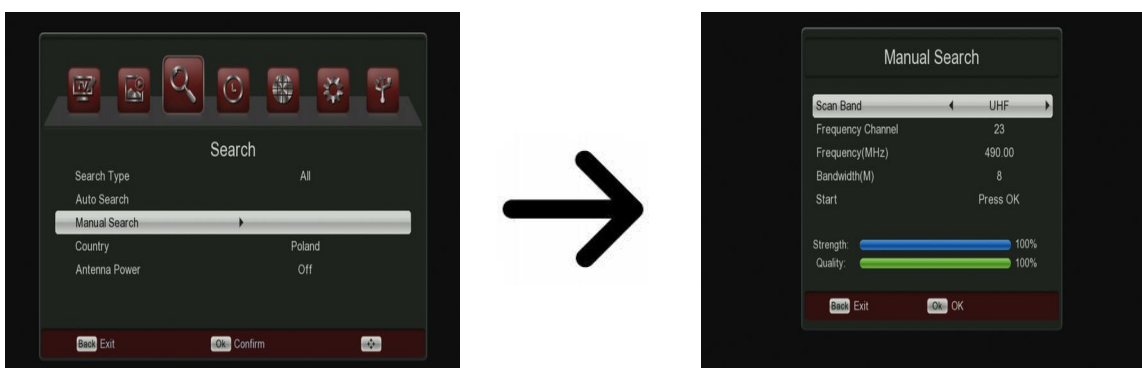 TV
Search
Search Type All
Auto Search
Manual Search
Country Poland
Antenna Power Off
Back Exit Ok Confirm
Manual Search
Scan Band UHF
Frequency Channel 23
Frequency(MHz) 490.00
Bandwidth(M) 8
Start Press OK
Strength: 100%
Quality: 100%
Back Exit Ok OK